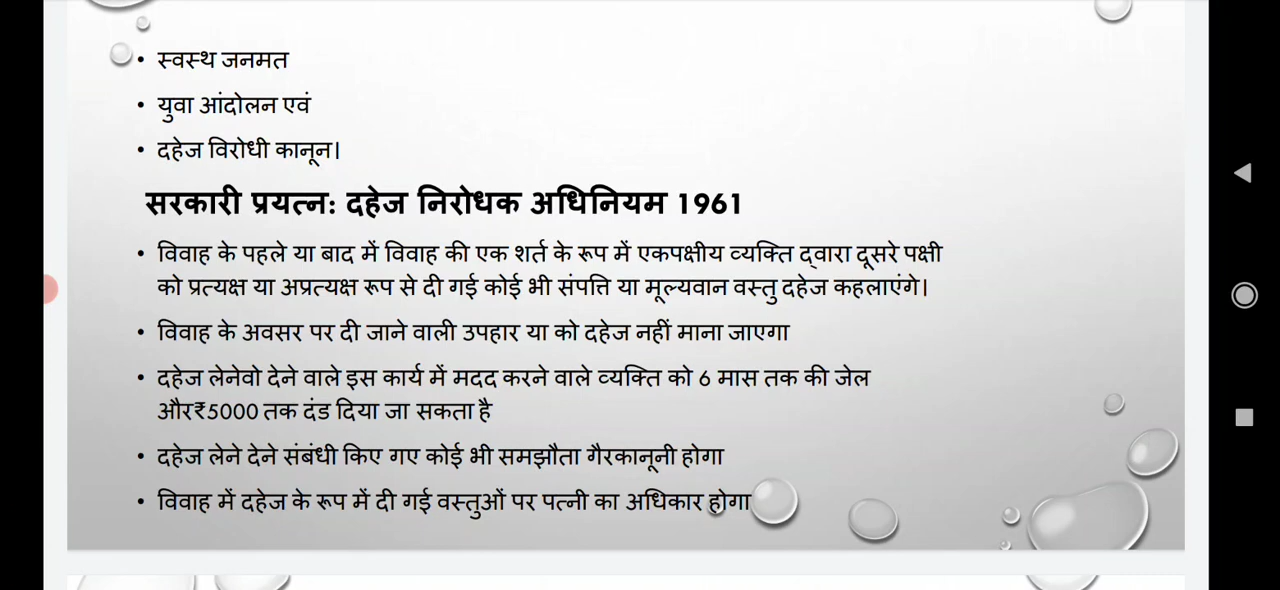 • स्वस्थ जनमत
• युवा आंदोलन एवं
• दहेज विरोधी कानून।
सरकारी प्रयत्न: दहेज निरोधक अधिनियम 1961
• विवाह के पहले या बाद में विवाह की एक शर्त के रूप में एकपक्षीय व्यक्ति द्वारा दूसरे पक्षी
को प्रत्यक्ष या अप्रत्यक्ष रूप से दी गई कोई भी संपत्ति या मूल्यवान वस्तु दहेज कहलाएंगे।
• विवाह के अवसर पर दी जाने वाली उपहार या को दहेज नहीं माना जाएगा
• दहेज लेनेवो देने वाले इस कार्य में मदद करने वाले व्यक्ति को 6 मास तक की जेल
और₹5000 तक दंड दिया जा सकता है
• दहेज लेने देने संबंधी किए गए कोई भी समझौता गैरकानूनी होगा
• विवाह में दहेज के रूप में दी गई वस्तुओं पर पत्नी का अधिकार होगा